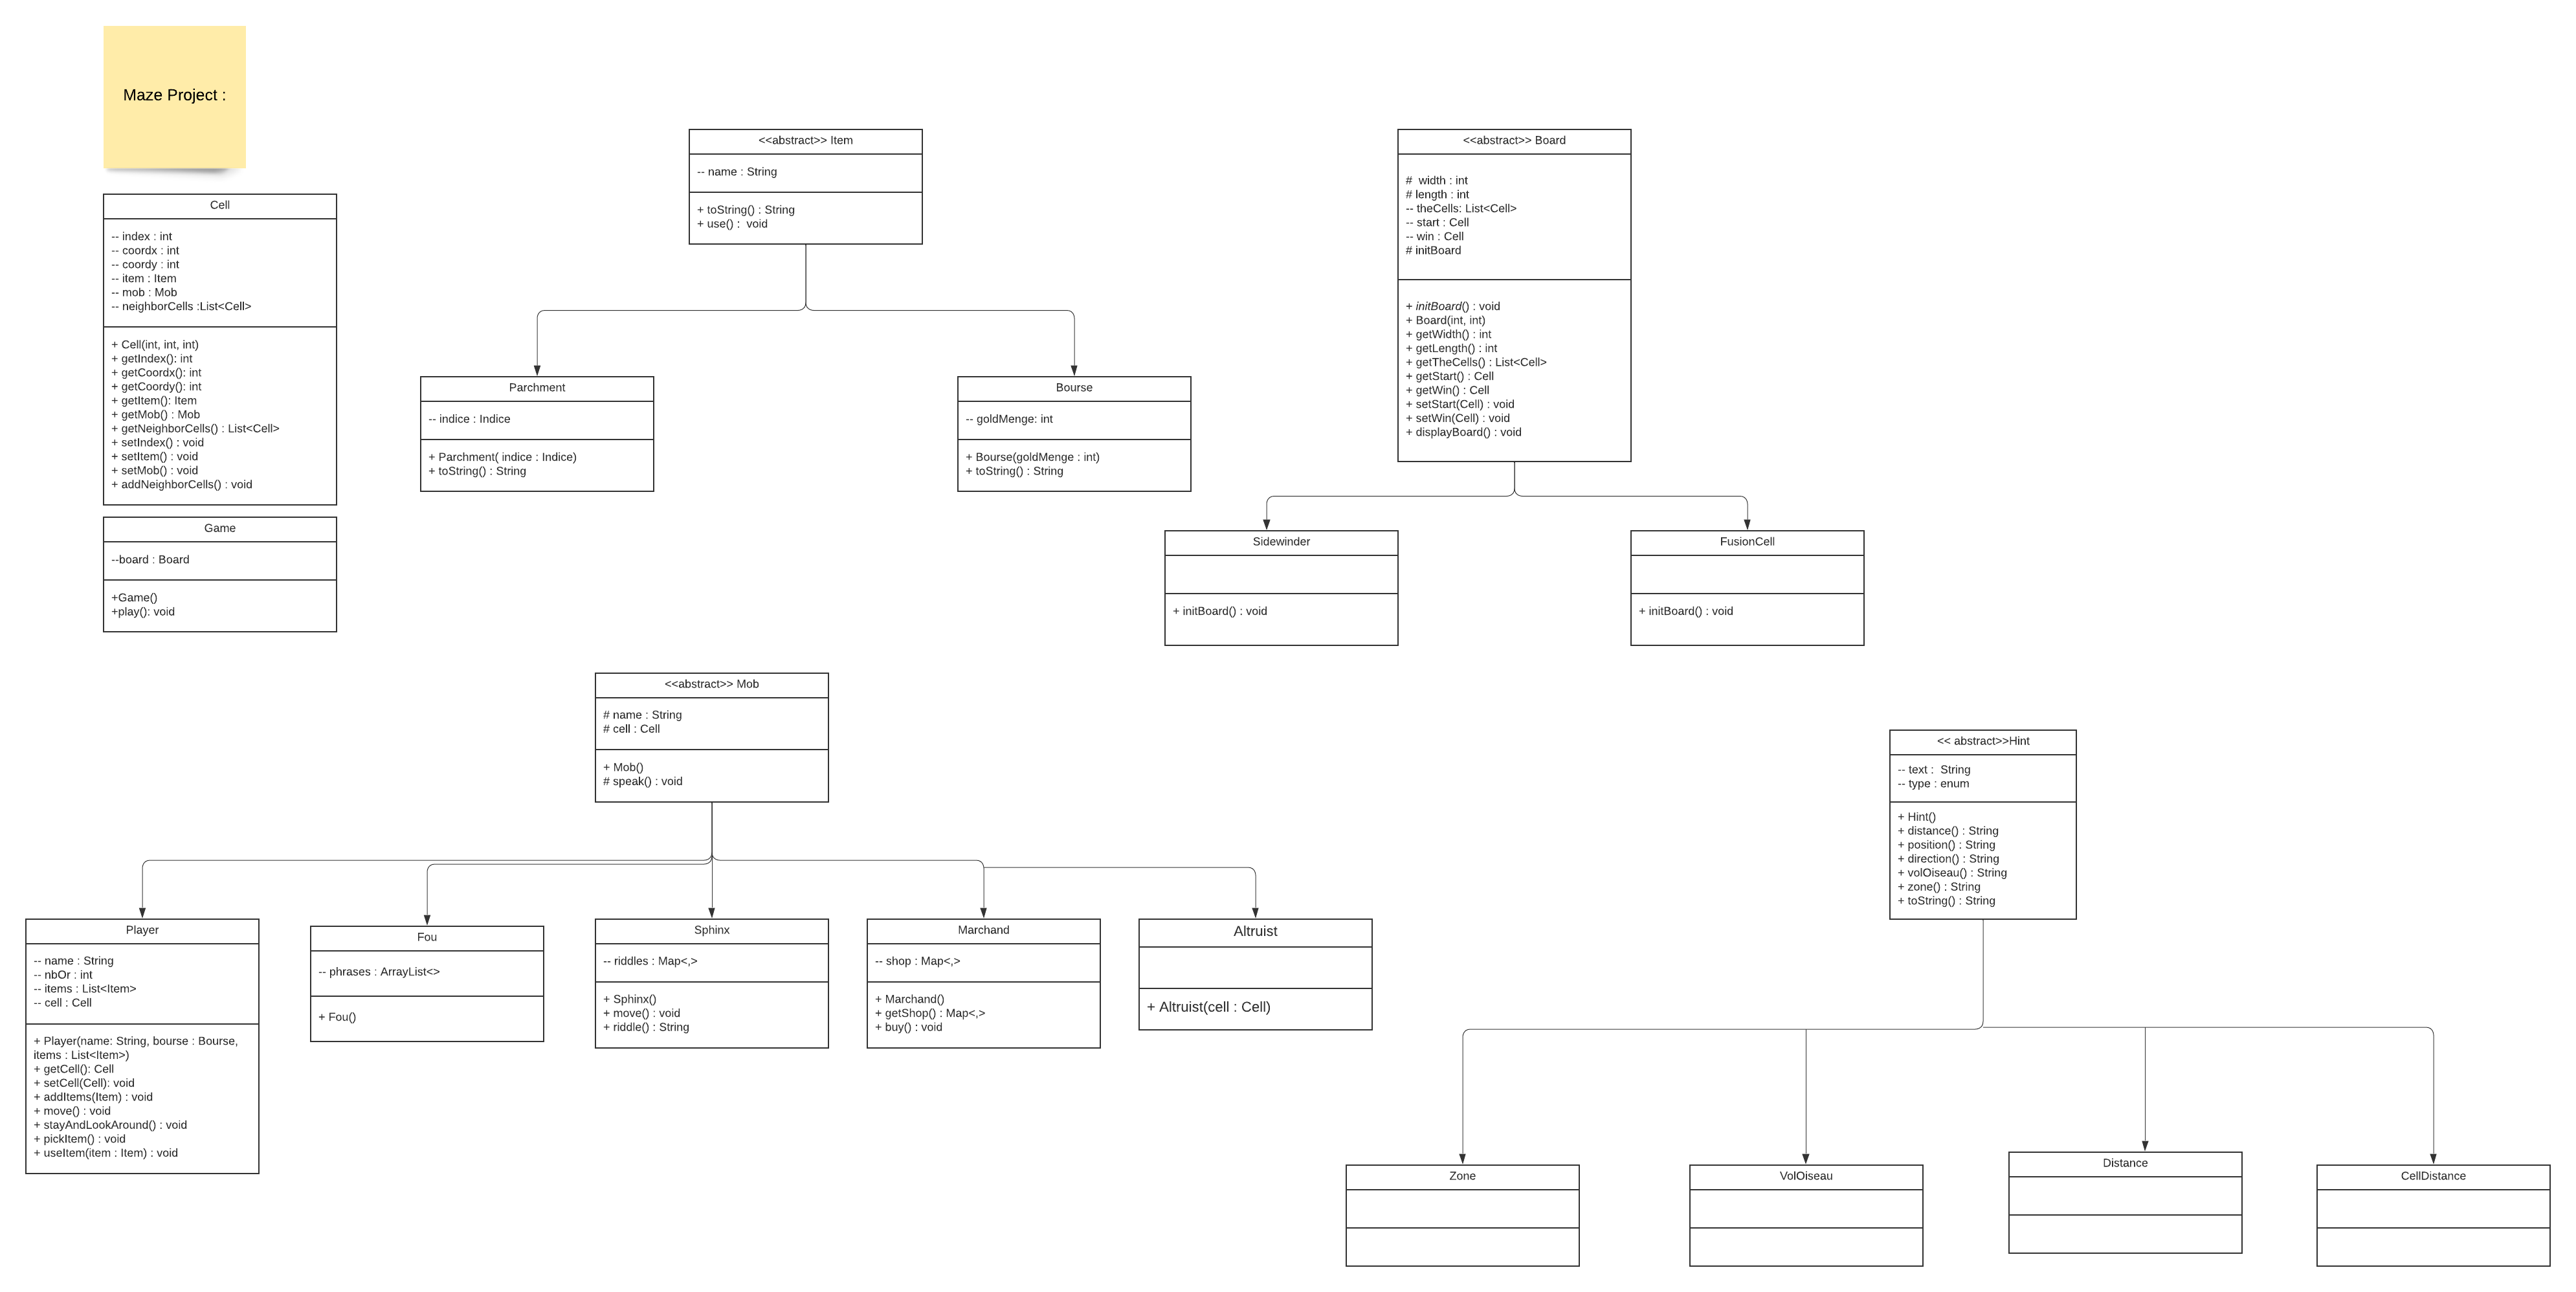 Maze Project :
Cell
-- index : int
-- coordx : int
-- coordy : int
-- item : Item
-- mob : Mob
-- neighborCells :List<Cell>
+ Cell(int, int, int)
+ getIndex(): int
+ getCoordx(): int
+ getCoordy(): int
+ getItem(): Item
+ getMob() : Mob
+ getNeighborCells() : List<Cell>
+ setIndex() : void
+ setItem() : void
+ setMob() : void
+ addNeighborCells() : void
Game
--board : Board
+Game()
+play(): void
<<abstract>> Item
-- name : String
+ toString() : String
+ use() :  void
Parchment
-- indice : Indice
+ Parchment( indice : Indice)
+ toString() : String
Bourse
-- goldMenge: int
+ Bourse(goldMenge : int)
+ toString() : String
<<abstract>> Board
#  width : int
# length : int
-- theCells: List<Cell>
-- start : Cell
-- win : Cell
# initBoard
+ initBoard() : void
+ Board(int, int)
+ getWidth() : int
+ getLength() : int
+ getTheCells() : List<Cell>
+ getStart() : Cell
+ getWin() : Cell
+ setStart(Cell) : void
+ setWin(Cell) : void
+ displayBoard() : void
Sidewinder
+ initBoard() : void
FusionCell
+ initBoard() : void
<<abstract>> Mob
# name : String
# cell : Cell
+ Mob()
# speak() : void
Player
-- name : String
-- nbOr : int
-- items : List<Item>
-- cell : Cell
+ Player(name: String, bourse : Bourse,
items : List<Item>)
+ getCell(): Cell
+ setCell(Cell): void
+ addItems(Item) : void
+ move() : void
+ stayAndLookAround() : void
+ pickItem() : void
+ useItem(item : Item) : void
Fou
-- phrases : ArrayList<>
+ Fou()
Sphinx
-- riddles : Map<,>
+ Sphinx()
+ move() : void
+ riddle() : String
Marchand
-- shop : Map<,>
+ Marchand()
+ getShop() : Map<,>
+ buy() : void
Altruist
+ Altruist(cell : Cell)
<< abstract>>Hint
-- text :  String
-- type : enum
+ Hint()
+ distance() : String
+ position() : String
+ direction() : String
+ volOiseau() : String
+ zone() : String
+ toString() : String
Zone
VolOiseau
Distance
CellDistance